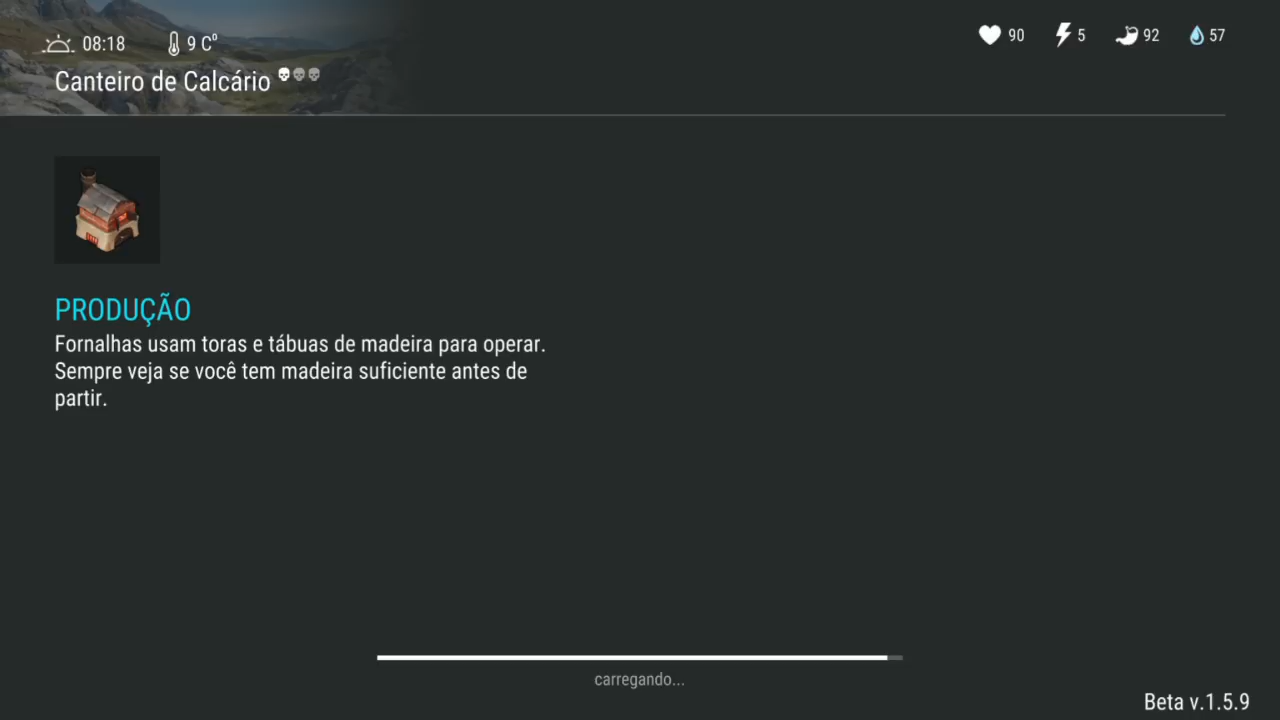 08:18
9 Cº
90
5
92
57
Canteiro de Calcário
PRODUÇÃO
Fornalhas usam toras e tábuas de madeira para operar.
Sempre veja se você tem madeira suficiente antes de
partir.
carregando...
Beta v.1.5.9